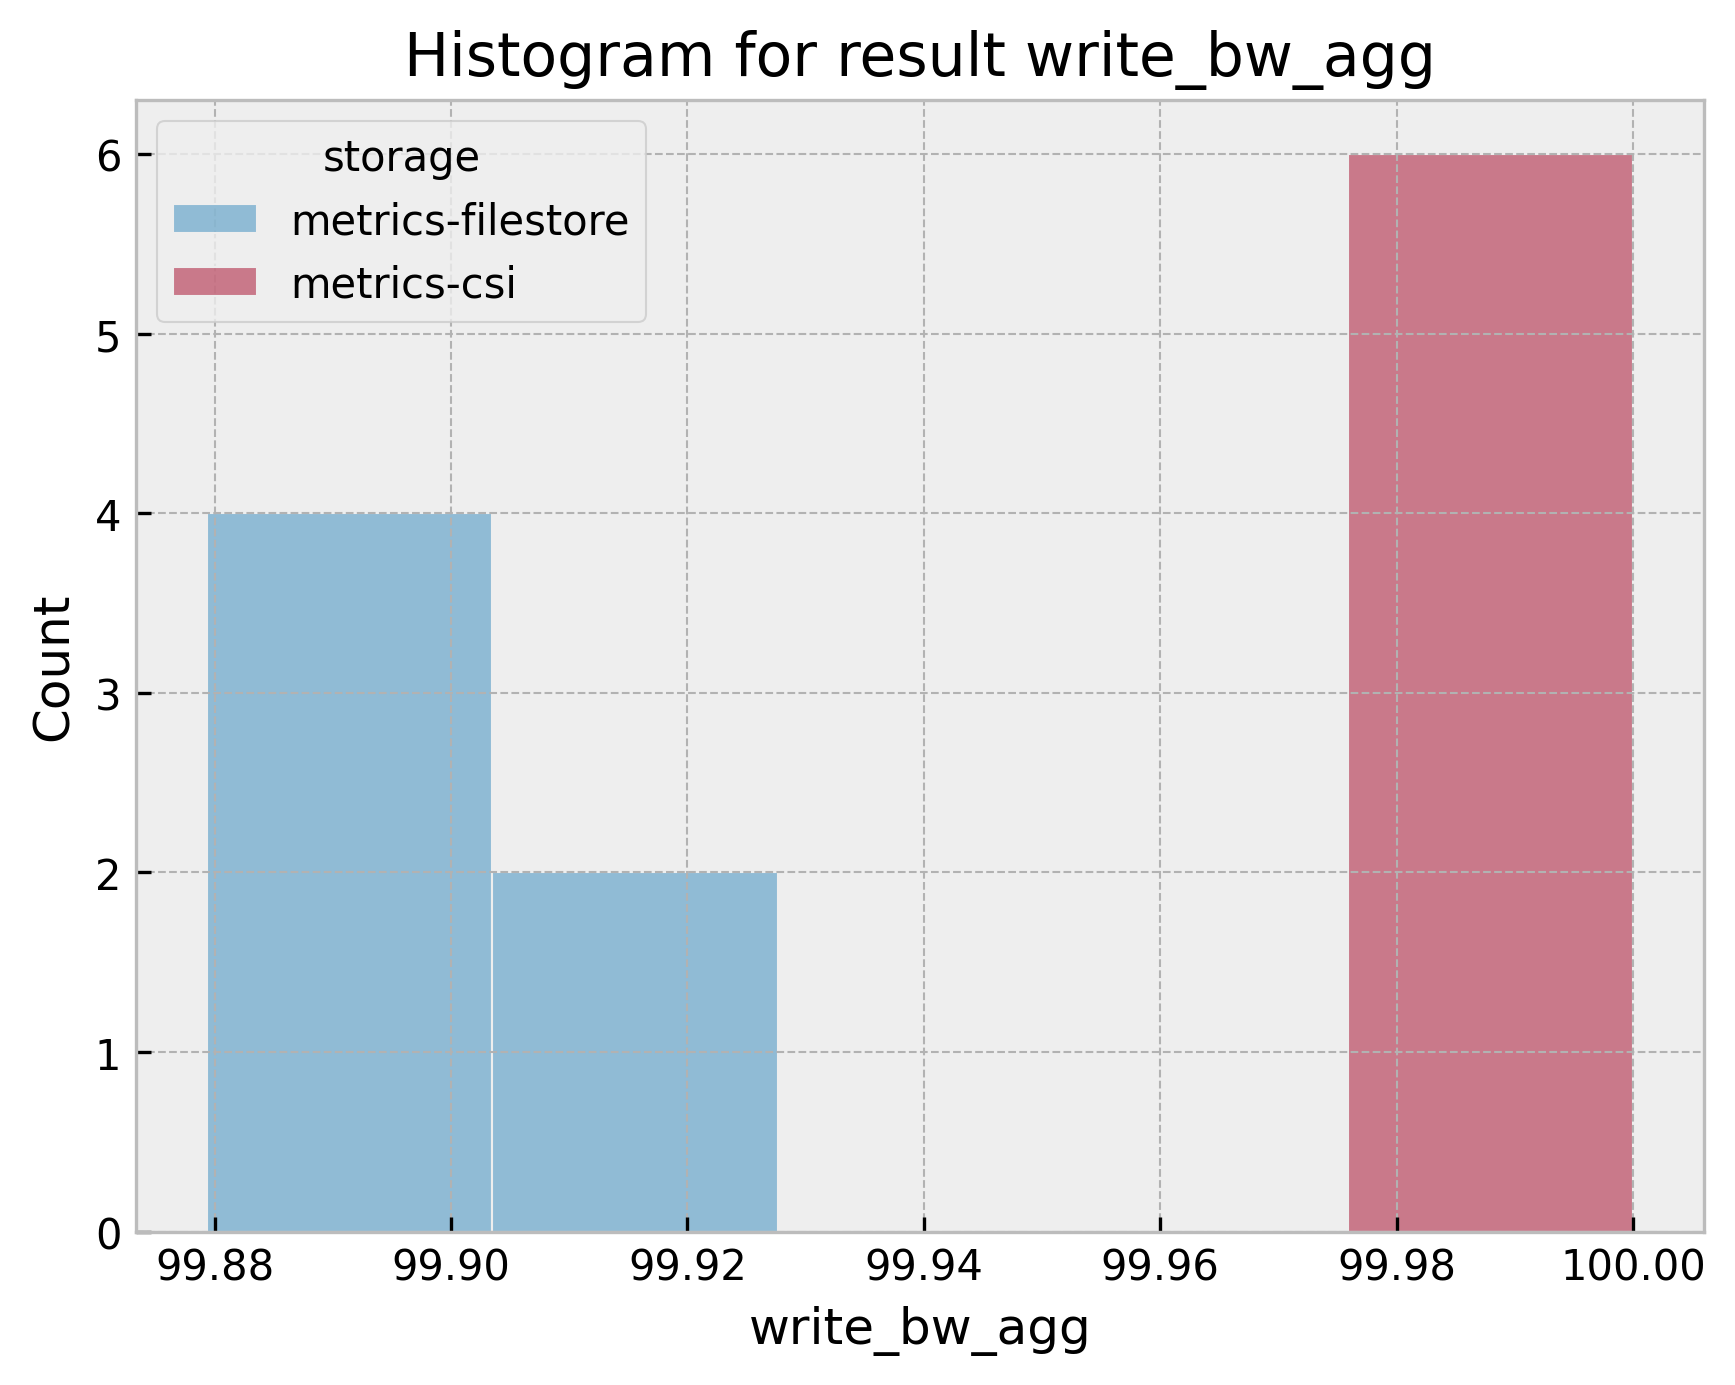 Histogram for result write_bw_agg
storage
metrics-filestore
metrics-csi
6
5
4
3
2
1
0
Count
99.88 99.90 99.92 99.94 99.96 99.98 100.00
write_bw_agg